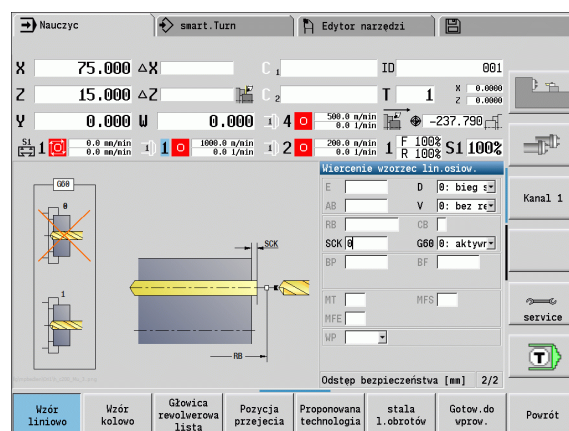 Nauczyc smart.Turn Edytor narzędzi
X 75.000 ΔX C 1 ID 001
Z 15.000 ΔZ C 2 T 1 X 0.0000
Z 0.0000
Y 0.000 W 0.000 4 500.0 m/min
0.0 1/min -237.790
S1 1 0.0 mm/min
0.0 mm/min 1 1000.0 m/min
0.0 1/min 2 200.0 m/min
0.0 1/min 1 F 100%
R 100% S1 100%
Wiercenie wzorzec lin.osiow.
G60
0
1
SCK
RB
E D 0: bieg s
AB V 0: bez re
RB CB
SCK 0 G60 0: aktywn
BP BF
MT MFS
MFE
WP
Odstęp bezpieczeństwa [mm] 2/2
Kanal 1
service
T
Wzór
liniowo
Wzór
kolowo
Głowica
rewolwerowa
lista
Pozycja
przejecia
Proponowana
technologia
stala
l.obrotów
Gotow.do
wprow.
Powrót